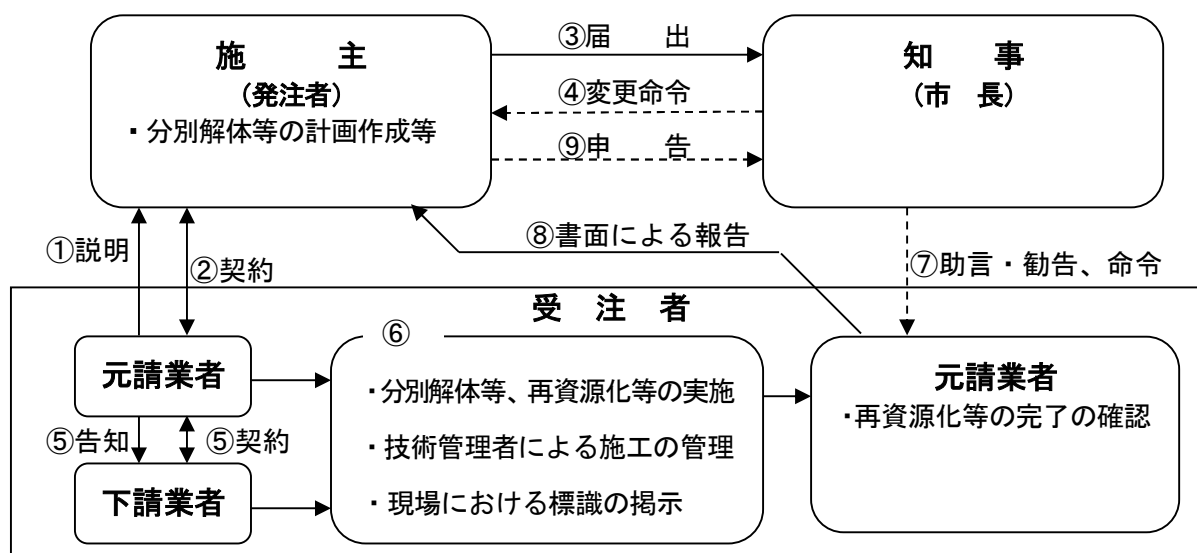 施　主
(発注者)
・分別解体等の計画作成等
③届　出
④変更命令
⑨申　告
知　事
(市　長)
①説明
②契約
⑧書面による報告
⑦助言・勧告、命令
受　注　者
元請業者
⑤告知
⑤契約
下請業者
⑥
・分別解体等、再資源化等の実施
・技術管理者による施工の管理
・現場における標識の掲示
元請業者
・再資源化等の完了の確認